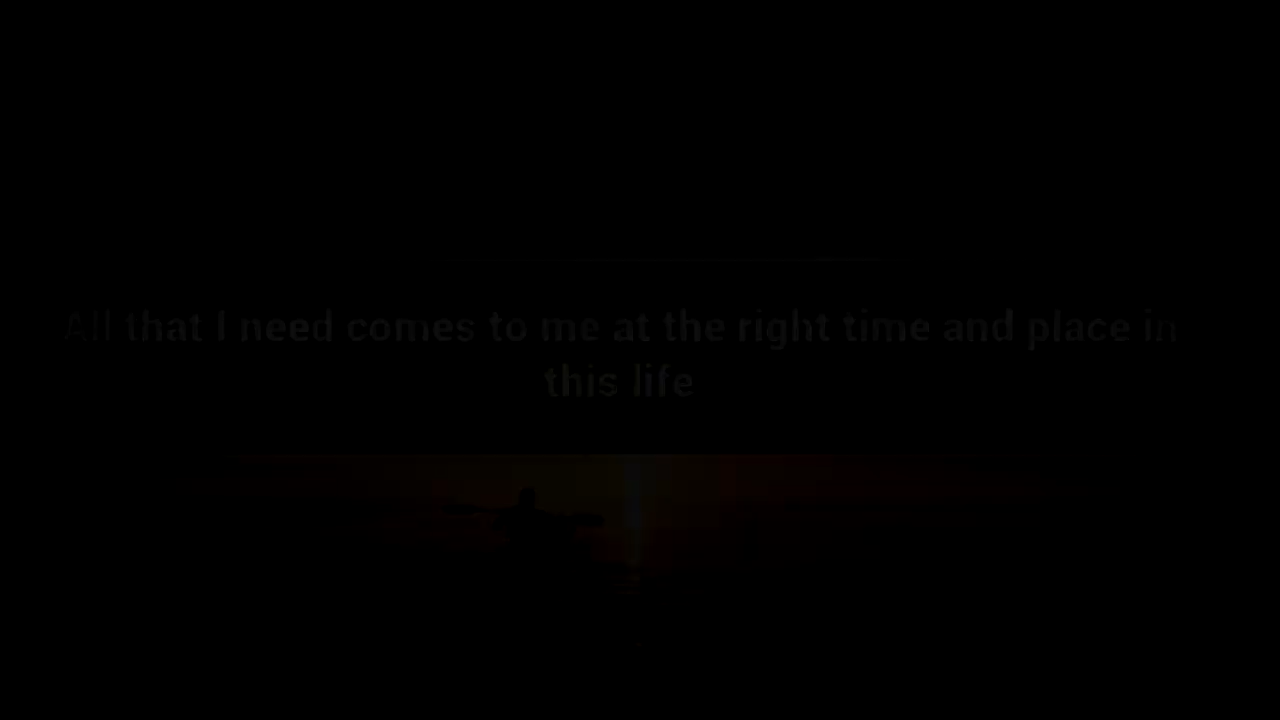 All that I need comes to me at the right time and place in
this life